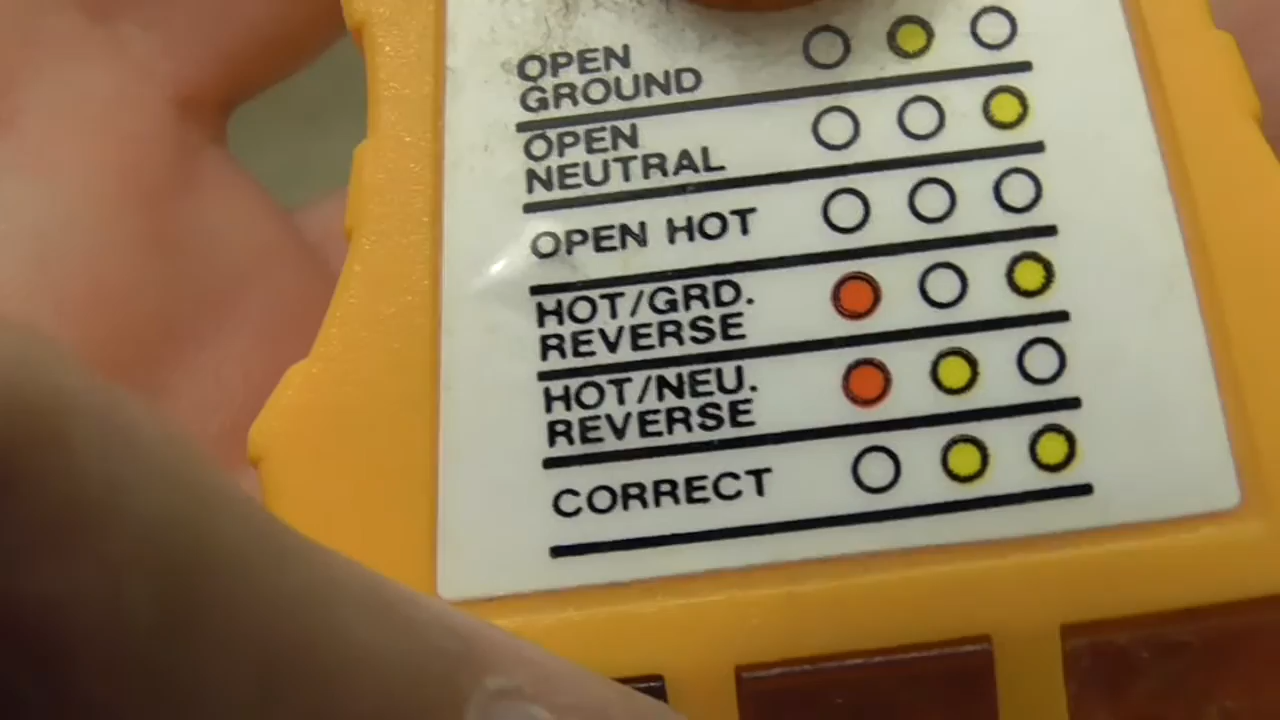 OPEN
GROUND
OPEN
NEUTRAL
OPEN HOT
HOT/GRD.
REVERSE
HOT/NEU.
REVERSE
CORRECT